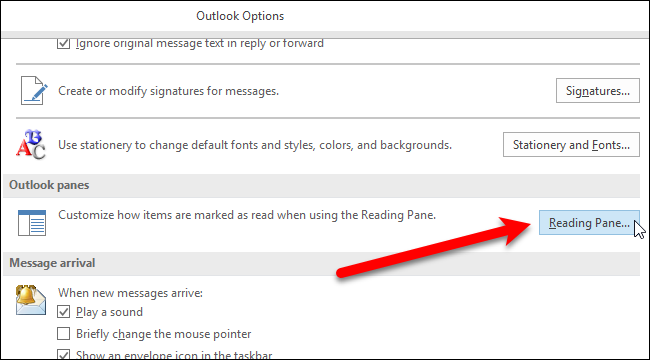 Outlook Options
Ignore original message text in reply or forward
Create or modify signatures for messages.
Signatures...
ABC
Use stationery to change default fonts and styles, colors, and backgrounds.
Stationery and Fonts...
Outlook panes
Customize how items are marked as read when using the Reading Pane.
Reading Pane...
Message arrival
When new messages arrive:
Play a sound
Briefly change the mouse pointer
Show an envelope icon in the taskbar